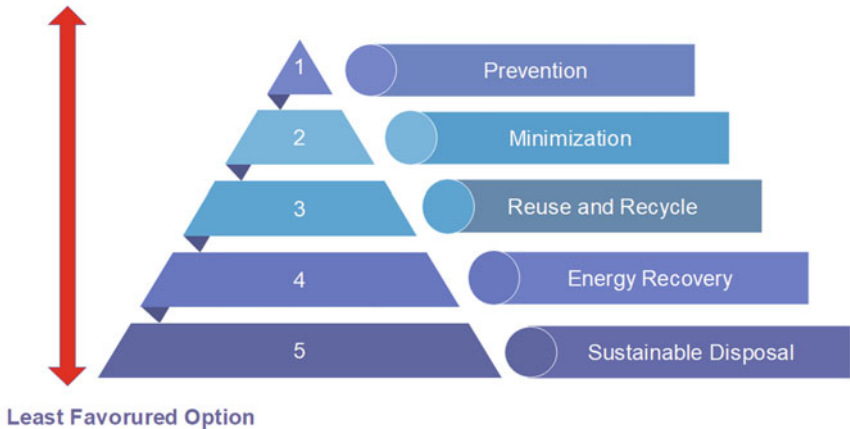 1 Prevention
2 Minimization
3 Reuse and Recycle
4 Energy Recovery
5 Sustainable Disposal
Least Favorured Option